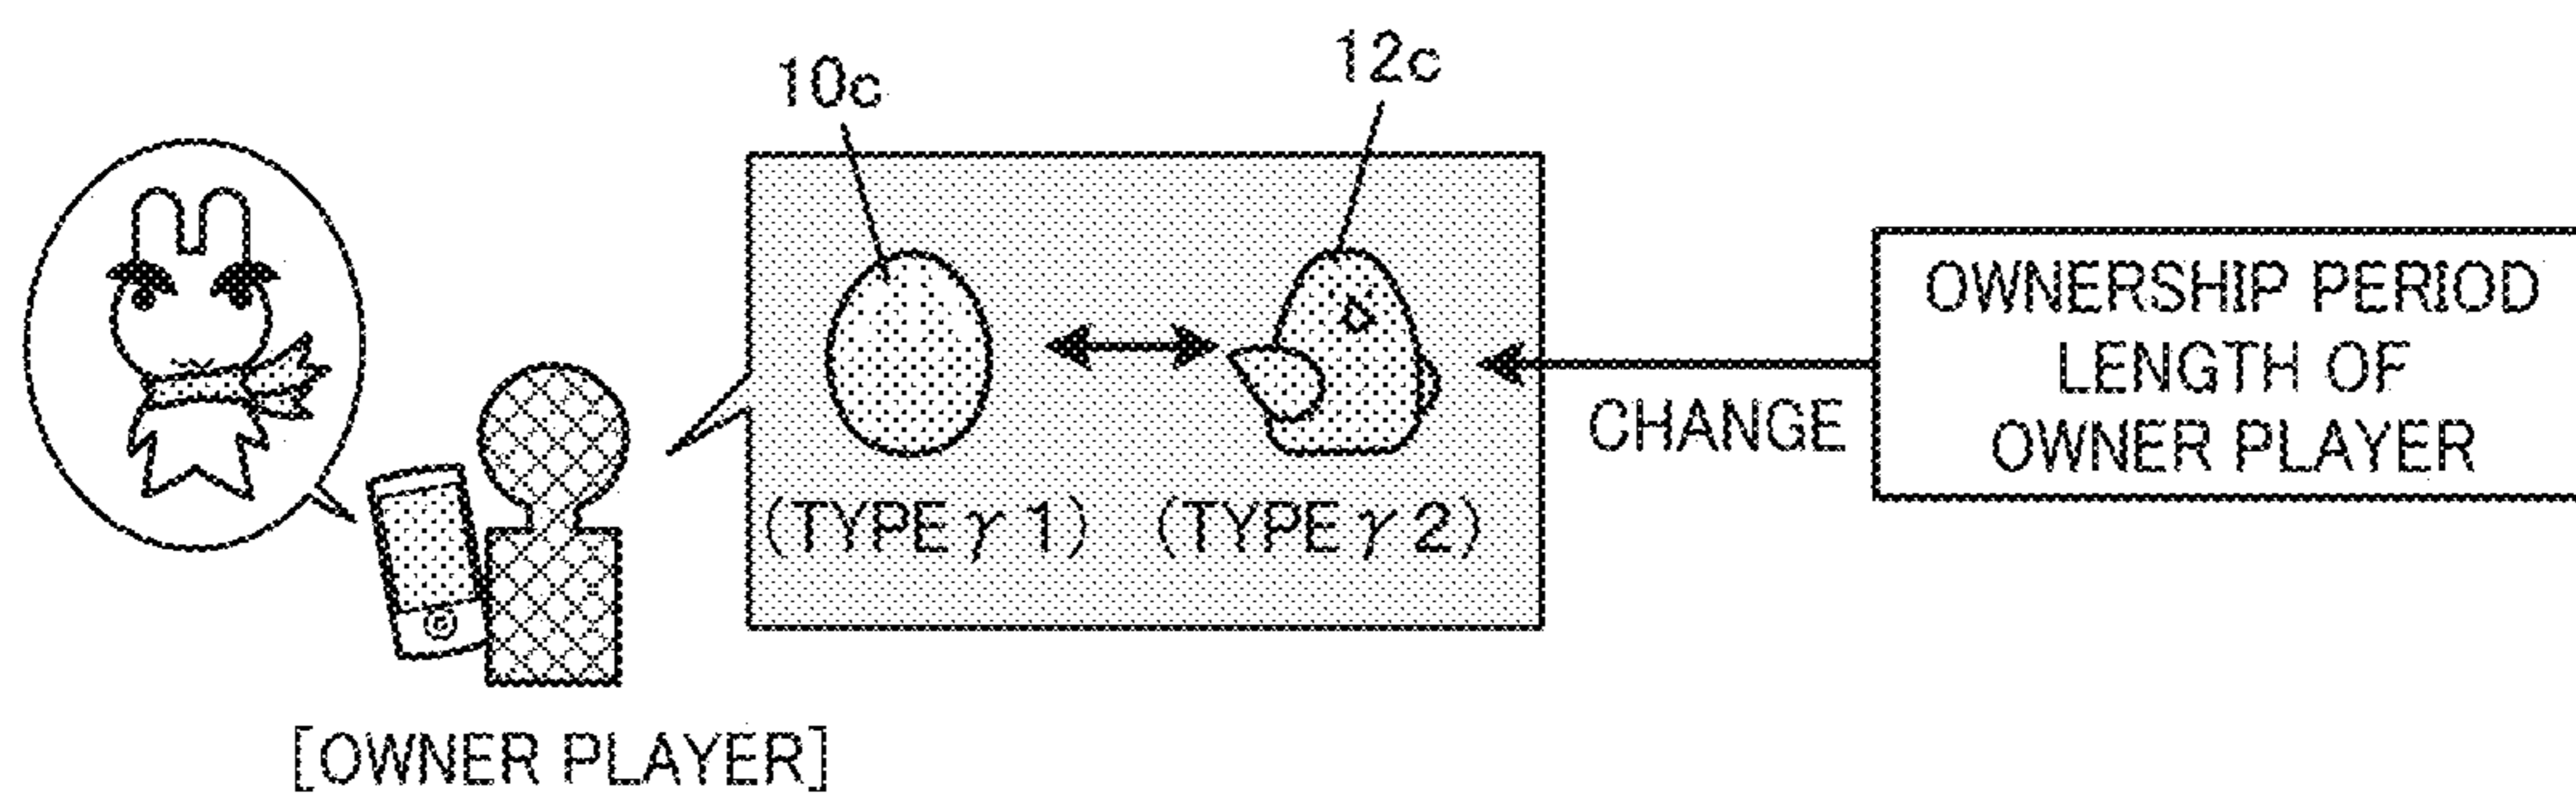 10c
12c
OWNERSHIP PERIOD
LENGTH OF
OWNER PLAYER
CHANGE
(TYPE γ 1) (TYPE γ 2)
[OWNER PLAYER]